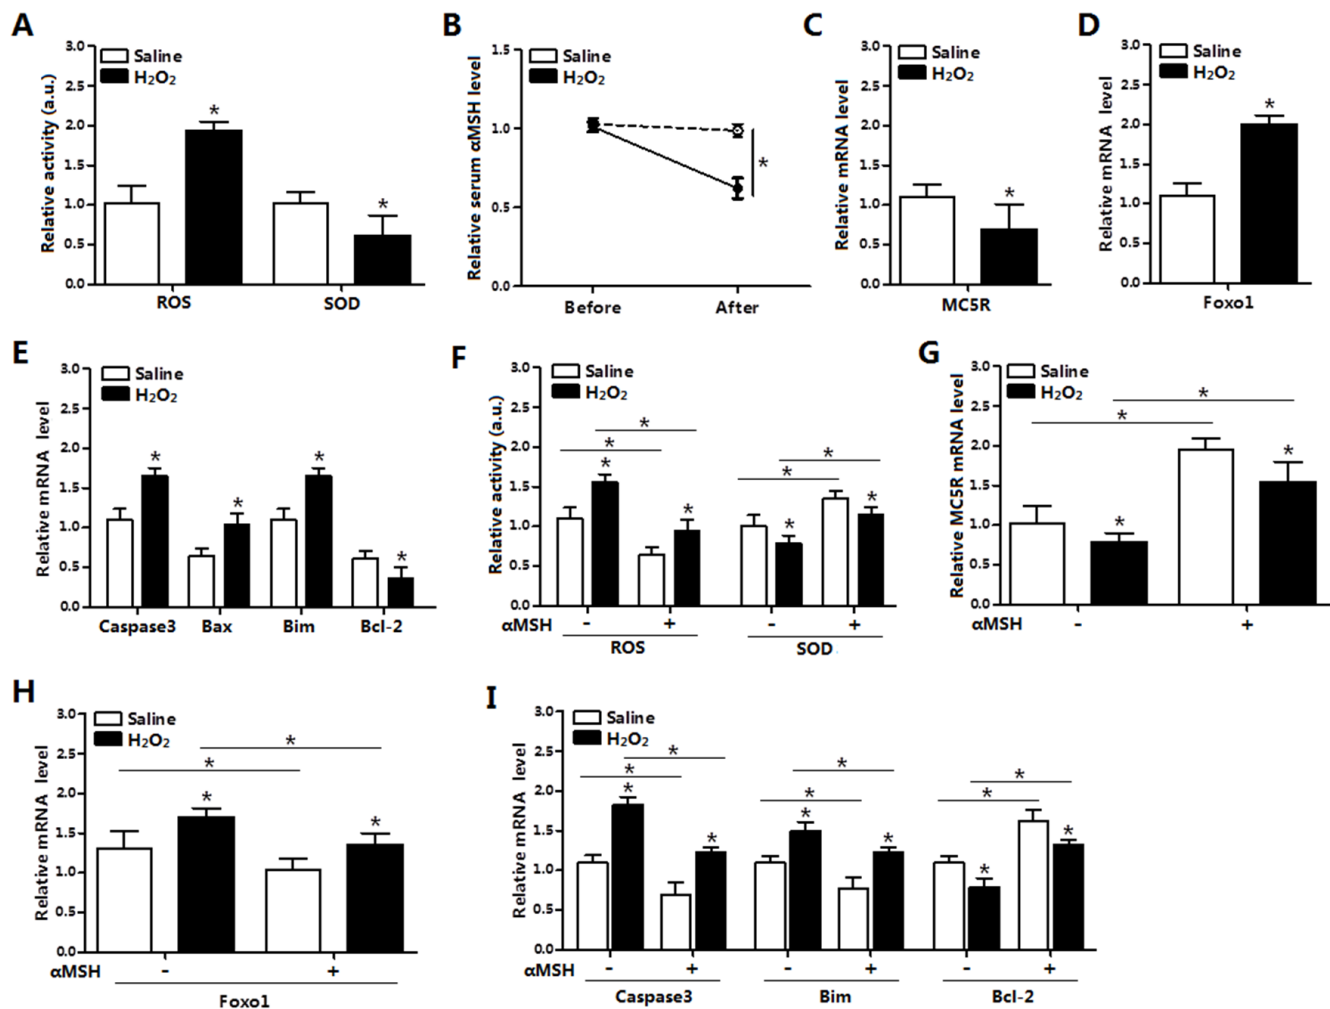 A
Relative activity (a.u.)
3.0
2.5
2.0
1.5
1.0
0.5
0.0
Saline
H₂O₂
*
*
ROS SOD
B
Relative serum αMSH level
1.5
1.0
0.5
0.0
Saline
H₂O₂
*
Before After
C
Relative mRNA level
3.0
2.5
2.0
1.5
1.0
0.5
0.0
Saline
H₂O₂
*
MC5R
D
Relative mRNA level
3.0
2.5
2.0
1.5
1.0
0.5
0.0
Saline
H₂O₂
*
Foxo1
E
Relative mRNA level
3.0
2.5
2.0
1.5
1.0
0.5
0.0
Saline
H₂O₂
* * * *
Caspase3 Bax Bim Bcl-2
F
Relative activity (a.u.)
3.0
2.5
2.0
1.5
1.0
0.5
0.0
Saline
H₂O₂
* * * *
* * * *
αMSH - + - +
ROS SOD
G
Relative MC5R mRNA level
3.0
2.5
2.0
1.5
1.0
0.5
0.0
Saline
H₂O₂
* *
* *
αMSH - +
H
Relative mRNA level
3.0
2.5
2.0
1.5
1.0
0.5
0.0
Saline
H₂O₂
* *
* *
αMSH - +
Foxo1
I
Relative mRNA level
3.0
2.5
2.0
1.5
1.0
0.5
0.0
Saline
H₂O₂
* * * * * *
* * * * * *
αMSH - + - + - +
Caspase3 Bim Bcl-2